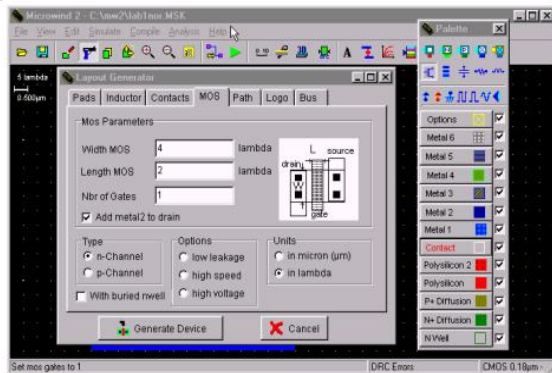 Microwind 2 - C:\mw2\lab1nor.MSK
File View Edit Simulate Compile Analysis Help
5 lambda
0.500µm
Layout Generator
Pads Inductor Contacts MOS Path Logo Bus
Mos Parameters
Width MOS 4 lambda
Length MOS 2 lambda
Nbr of Gates 1
Add metal2 to drain
L source
drain
W
gate
Type
n-Channel
p-Channel
With buried nwell
Options
low leakage
high speed
high voltage
Units
in micron (µm)
in lambda
Generate Device
Cancel
Palette
Options
Metal 6
Metal 5
Metal 4
Metal 3
Metal 2
Metal 1
Contact
Polysilicon 2
Polysilicon
P+ Diffusion
N+ Diffusion
N Well
Set mos gates to 1
DRC Errors
CMOS 0.18µm -